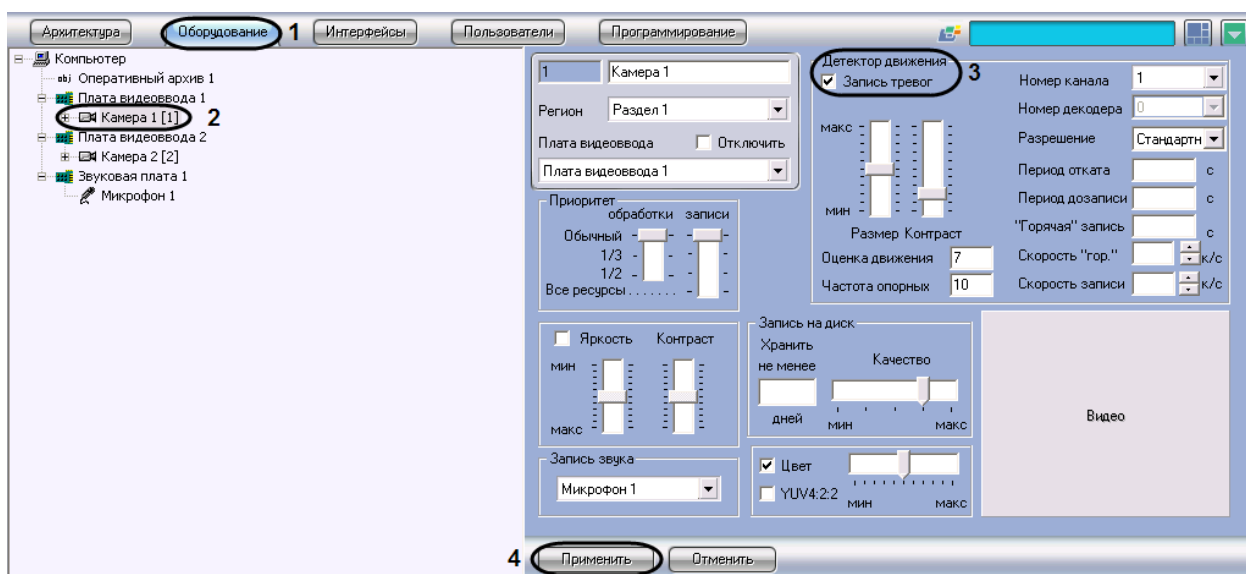 Архитектура Оборудование 1 Интерфейсы Пользователи Программирование
Компьютер
obj Оперативный архив 1
Плата видеоввода 1
Камера 1 [1] 2
Плата видеоввода 2
Камера 2 [2]
Звуковая плата 1
Микрофон 1
1 Камера 1
Регион Раздел 1
Плата видеоввода Отключить
Плата видеоввода 1
Приоритет
обработки записи
Обычный
1/3
1/2
Все ресурсы . . . . . . .
Яркость Контраст
мин
макс
Запись звука
Микрофон 1
Детектор движения
Запись тревог 3
макс
мин
Размер Контраст
Оценка движения 7
Частота опорных 10
Номер канала 1
Номер декодера 0
Разрешение Стандартн
Период отката с
Период дозаписи с
"Горячая" запись с
Скорость "гор." к/с
Скорость записи к/с
Запись на диск
Хранить
не менее
дней
Качество
мин макс
Цвет
YUV4:2:2
мин макс
Видео
4 Применить Отменить